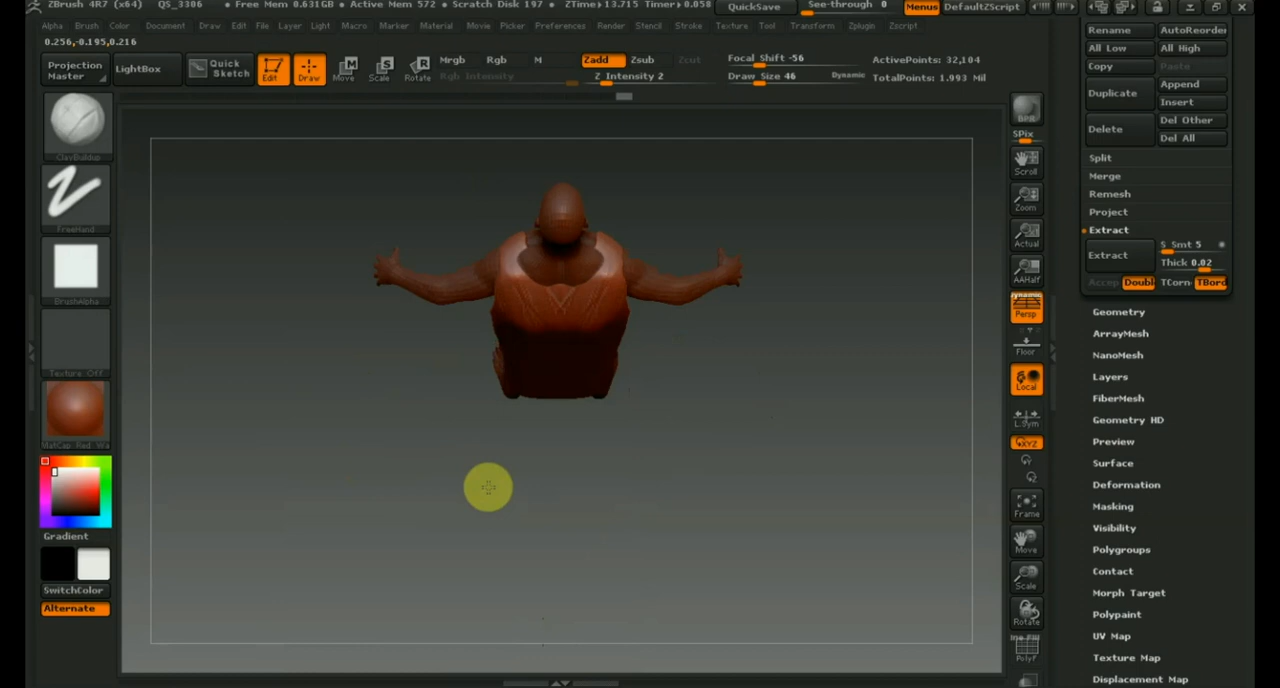 ZBrush 4R7 (x64) QS_3306 • Free Mem 0.631GB • Active Mem 572 • Scratch Disk 197 • ZTime▶13.715 Timer▶0.058 QuickSave See-through 0 Menus DefaultZScript
Alpha Brush Color Document Draw Edit File Layer Light Macro Marker Material Movie Picker Preferences Render Stencil Stroke Texture Tool Transform Zplugin Zscript
0.256,-0.195,0.216
Projection Master
LightBox
Quick Sketch
Edit
Draw
Move
Scale
Rotate
Mrgb Rgb M
Rgb Intensity
Zadd Zsub Zcut
Z Intensity 2
Focal Shift -56
Draw Size 46 Dynamic
ActivePoints: 32,104
TotalPoints: 1.993 Mil
ClayBuildup
FreeHand
BrushAlpha
Texture Off
MatCap Red Wa
Gradient
SwitchColor
Alternate
BPR
SPix
Scroll
Zoom
Actual
AAHalf
Dynamic
Persp
Floor
Local
L.Sym
XYZ
Frame
Move
Scale
Rotate
Line Fill
PolyF
Rename AutoReorder
All Low All High
Copy Paste
Duplicate Append
Insert
Delete Del Other
Del All
Split
Merge
Remesh
Project
Extract
Extract S Smt 5
Thick 0.02
Accep Doubl TCorn TBord
Geometry
ArrayMesh
NanoMesh
Layers
FiberMesh
Geometry HD
Preview
Surface
Deformation
Masking
Visibility
Polygroups
Contact
Morph Target
Polypaint
UV Map
Texture Map
Displacement Map